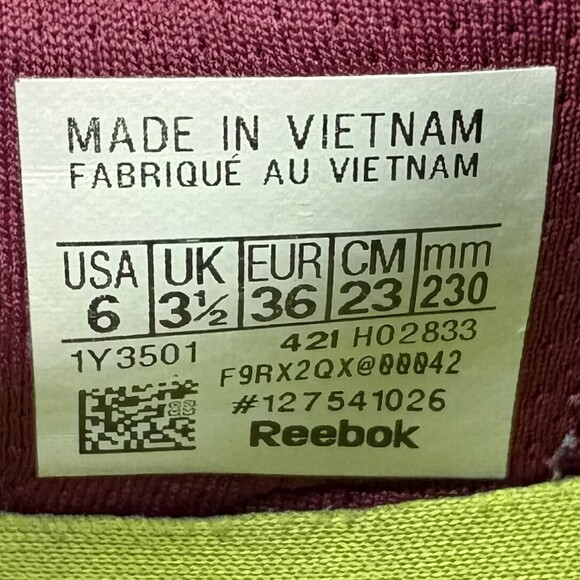 MADE IN VIETNAM
FABRIQUÉ AU VIETNAM
USA UK EUR CM mm
6 3½ 36 23 230
1Y3501 421 H02833
F9RX2QX@00042
#127541026
Reebok